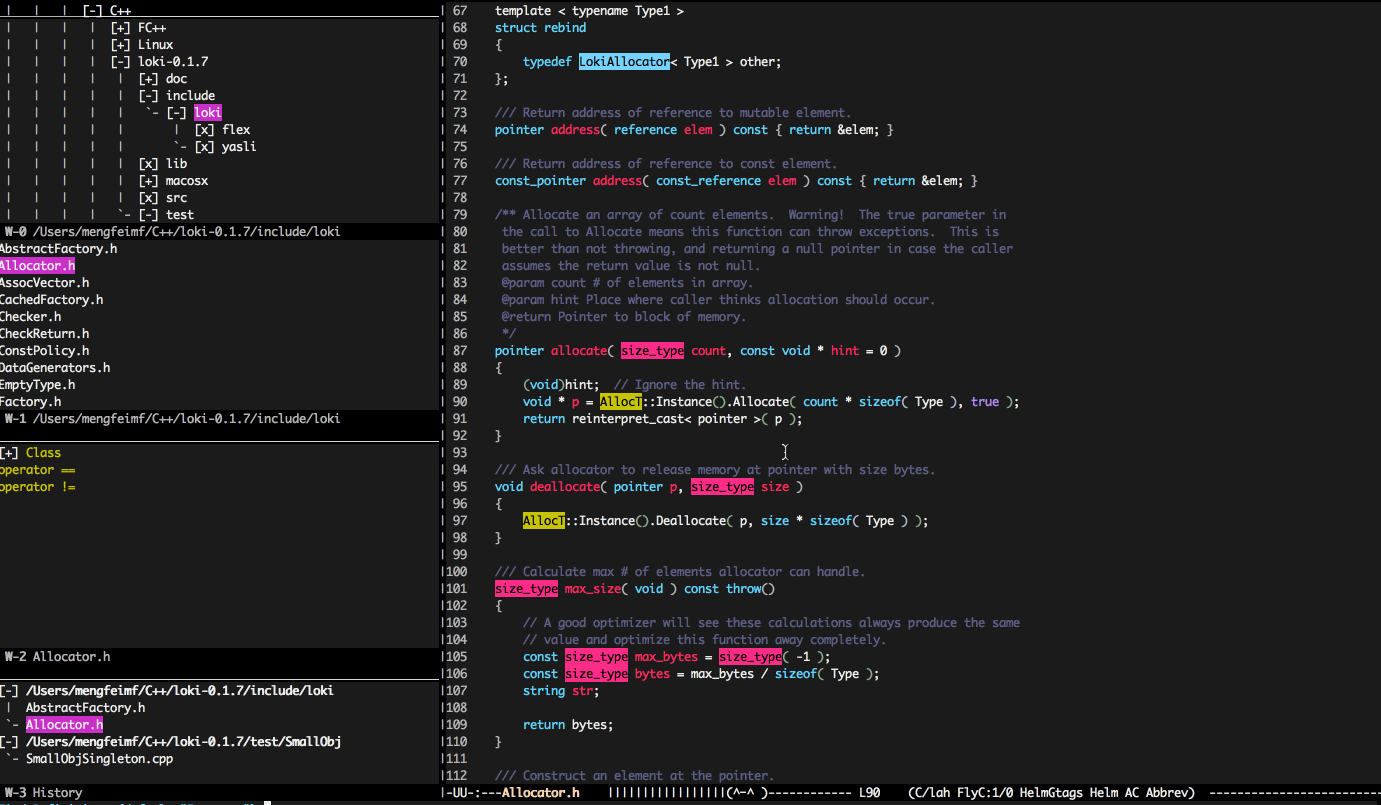 [-] C++
[+] FC++
[+] Linux
[-] loki-0.1.7
[+] doc
[-] include
`- [-] loki
[x] flex
`- [x] yasli
[x] lib
[+] macosx
[x] src
`- [-] test
W-0 /Users/mengfeimf/C++/loki-0.1.7/include/loki
AbstractFactory.h
Allocator.h
AssocVector.h
CachedFactory.h
Checker.h
CheckReturn.h
ConstPolicy.h
DataGenerators.h
EmptyType.h
Factory.h
W-1 /Users/mengfeimf/C++/loki-0.1.7/include/loki
[+] Class
operator ==
operator !=
W-2 Allocator.h
[-] /Users/mengfeimf/C++/loki-0.1.7/include/loki
| AbstractFactory.h
`- Allocator.h
[-] /Users/mengfeimf/C++/loki-0.1.7/test/SmallObj
`- SmallObjSingleton.cpp
W-3 History
67 template < typename Type1 >
68 struct rebind
69 {
70 typedef LokiAllocator< Type1 > other;
71 };
72
73 /// Return address of reference to mutable element.
74 pointer address( reference elem ) const { return &elem; }
75
76 /// Return address of reference to const element.
77 const_pointer address( const_reference elem ) const { return &elem; }
78
79 /** Allocate an array of count elements.  Warning!  The true parameter in
80 the call to Allocate means this function can throw exceptions.  This is
81 better than not throwing, and returning a null pointer in case the caller
82 assumes the return value is not null.
83 @param count # of elements in array.
84 @param hint Place where caller thinks allocation should occur.
85 @return Pointer to block of memory.
86 */
87 pointer allocate( size_type count, const void * hint = 0 )
88 {
89 (void)hint;  // Ignore the hint.
90 void * p = AllocT::Instance().Allocate( count * sizeof( Type ), true );
91 return reinterpret_cast< pointer >( p );
92 }
93
94 /// Ask allocator to release memory at pointer with size bytes.
95 void deallocate( pointer p, size_type size )
96 {
97 AllocT::Instance().Deallocate( p, size * sizeof( Type ) );
98 }
99
100 /// Calculate max # of elements allocator can handle.
101 size_type max_size( void ) const throw()
102 {
103 // A good optimizer will see these calculations always produce the same
104 // value and optimize this function away completely.
105 const size_type max_bytes = size_type( -1 );
106 const size_type bytes = max_bytes / sizeof( Type );
107 string str;
108
109 return bytes;
110 }
111
112 /// Construct an element at the pointer.
-UU-:---Allocator.h    ||||||||||||||||||(^-^ )------------ L90    (C/lah FlyC:1/0 HelmGtags Helm AC Abbrev)  -------------------------